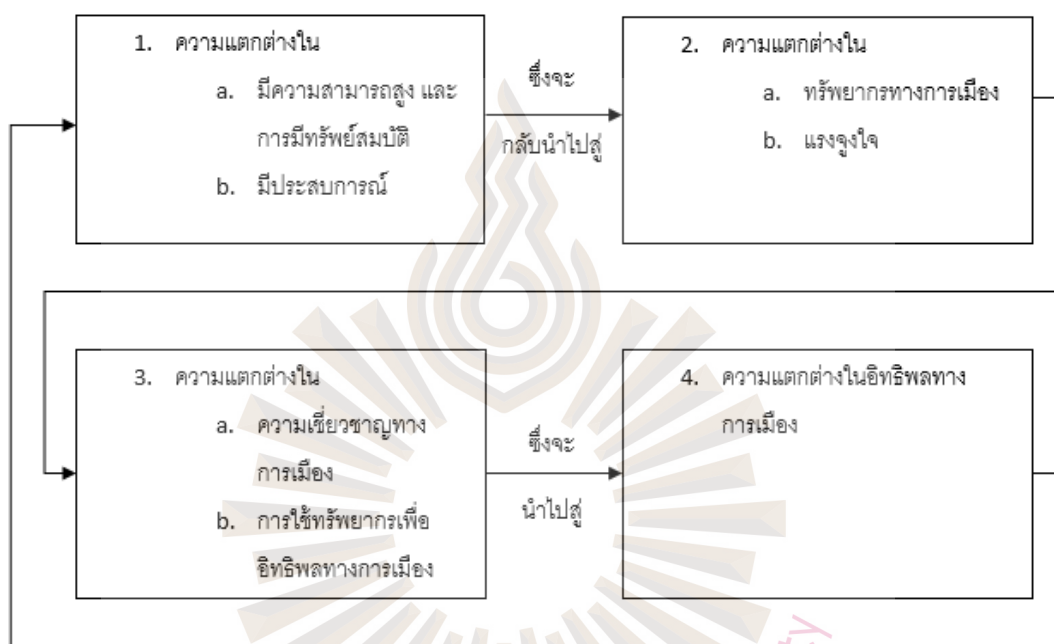 1. ความแตกต่างใน
a. มีความสามารถสูง และ
การมีทรัพย์สมบัติ
b. มีประสบการณ์
ซึ่งจะ
กลับนำไปสู่
2. ความแตกต่างใน
a. ทรัพยากรทางการเมือง
b. แรงจูงใจ
3. ความแตกต่างใน
a. ความเชี่ยวชาญทาง
การเมือง
b. การใช้ทรัพยากรเพื่อ
อิทธิพลทางการเมือง
ซึ่งจะ
นำไปสู่
4. ความแตกต่างในอิทธิพลทาง
การเมือง